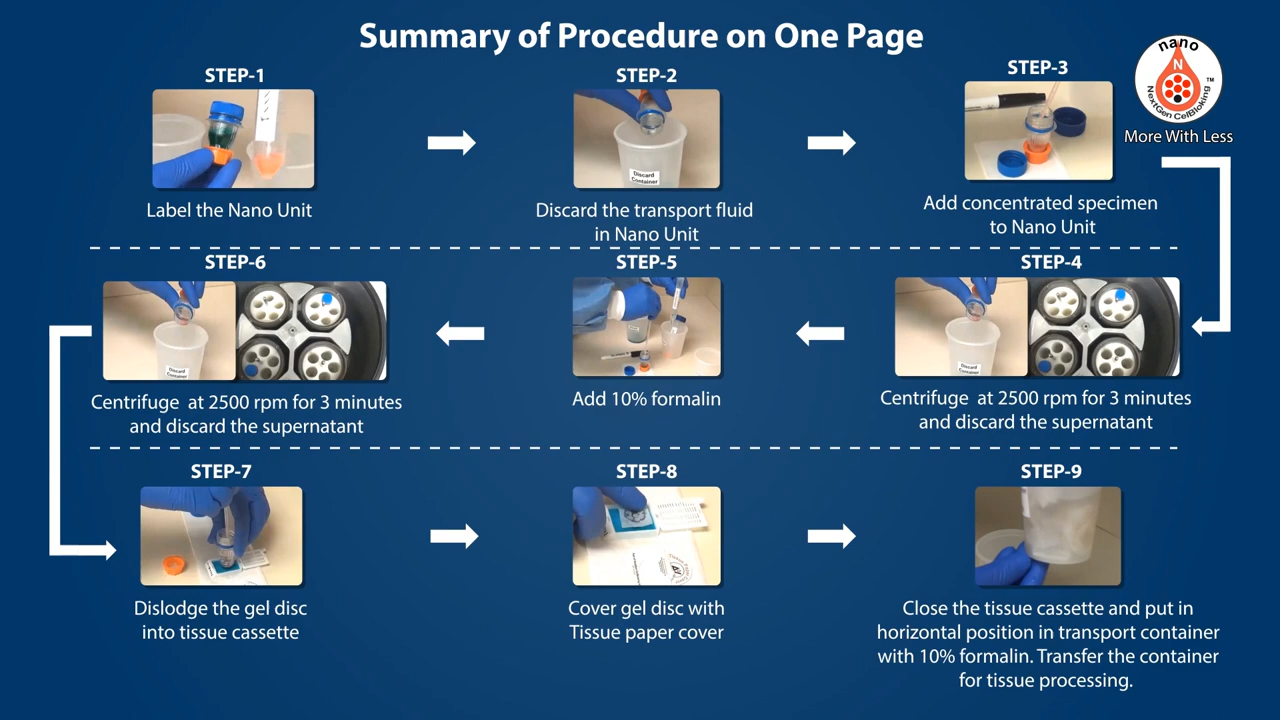 Summary of Procedure on One Page
nano
N
NextGen CelBloking
TM
More With Less
STEP-1
Label the Nano Unit
STEP-2
Discard
Container
Discard the transport fluid
in Nano Unit
STEP-3
Add concentrated specimen
to Nano Unit
STEP-4
Discard
Container
Centrifuge at 2500 rpm for 3 minutes
and discard the supernatant
STEP-5
Add 10% formalin
STEP-6
Discard
Container
Centrifuge at 2500 rpm for 3 minutes
and discard the supernatant
STEP-7
Dislodge the gel disc
into tissue cassette
STEP-8
Cover gel disc with
Tissue paper cover
STEP-9
Close the tissue cassette and put in
horizontal position in transport container
with 10% formalin. Transfer the container
for tissue processing.